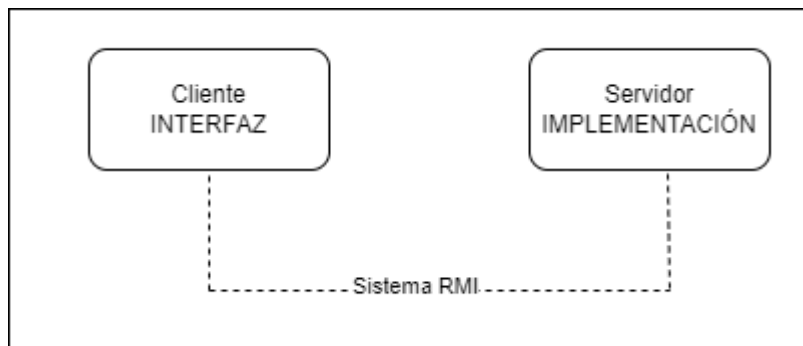 Cliente
INTERFAZ
Servidor
IMPLEMENTACIÓN
Sistema RMI